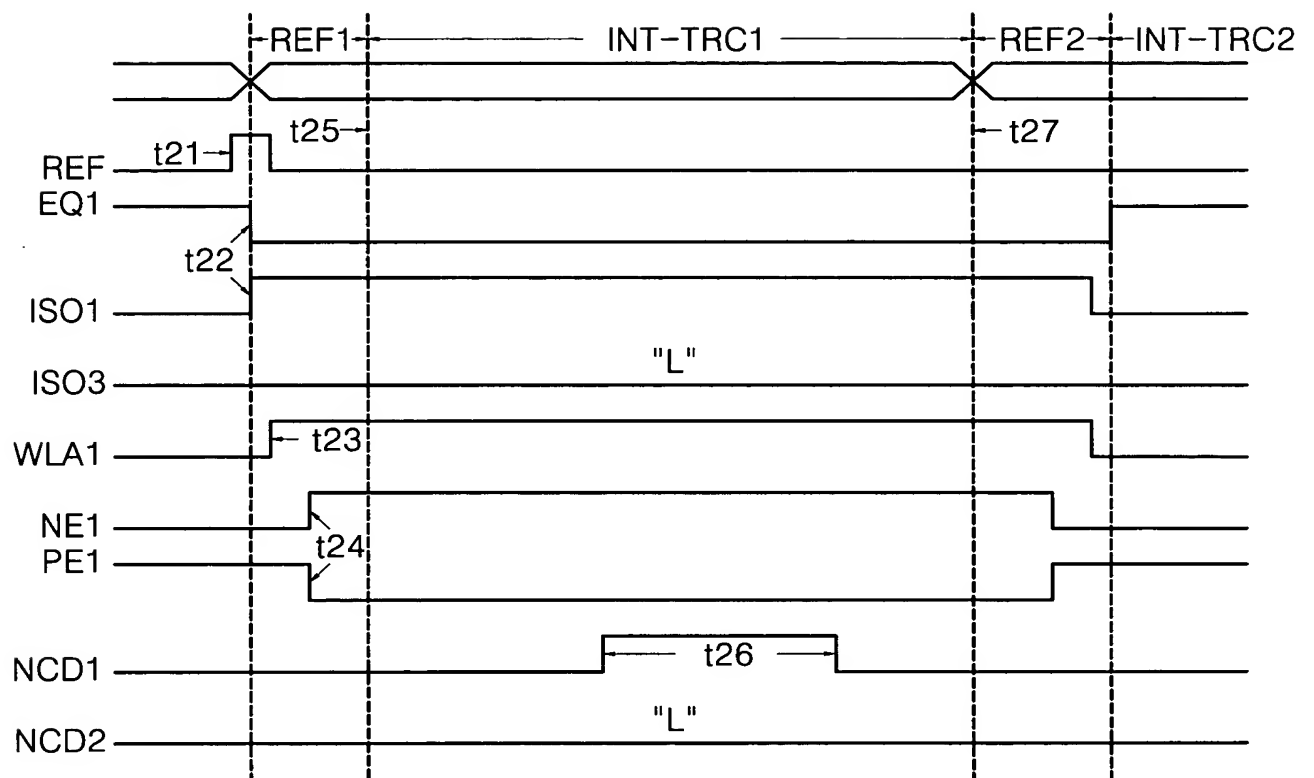 REF1 INT-TRC1 REF2 INT-TRC2
t25 t27
t21
REF
EQ1
t22
ISO1
"L"
ISO3
t23
WLA1
NE1
t24
PE1
t26
NCD1
"L"
NCD2